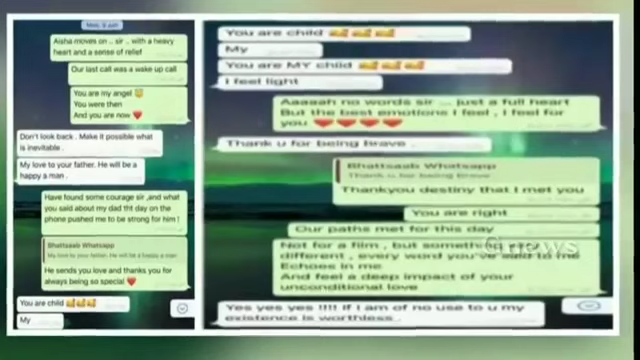 Mon, 8 Jun
Aisha moves on .. sir .. with a heavy
heart and a sense of relief
Our last call was a wake up call
You are my angel 😇
You were then
And you are now ❤
Don't look back . Make it possible what
is inevitable .
My love to your father. He will be a
happy a man .
Have found some courage sir ,and what
you said about my dad tht day on the
phone pushed me to be strong for him !
Bhattsaab Whatsapp
My love to your father. He will be a happy a man .
He sends you love and thanks you for
always being so special ❤
You are child 🥰🥰🥰
My
You are child 🥰🥰🥰
My
You are MY child 🥰🥰🥰
I feel light
Aaaaah no words sir ... just a full heart
But the best emotions I feel , I feel for
you ❤❤❤❤
Thank u for being brave .
Bhattsaab Whatsapp
Thank u for being brave .
Thankyou destiny that I met you
You are right
Our paths met for this day
Not for a film , but something
different , every word you've said to me
Echoes in me
And feel a deep impact of your
unconditional love
Yes yes yes !!!! If I am of no use to u my
existence is worthless .
news